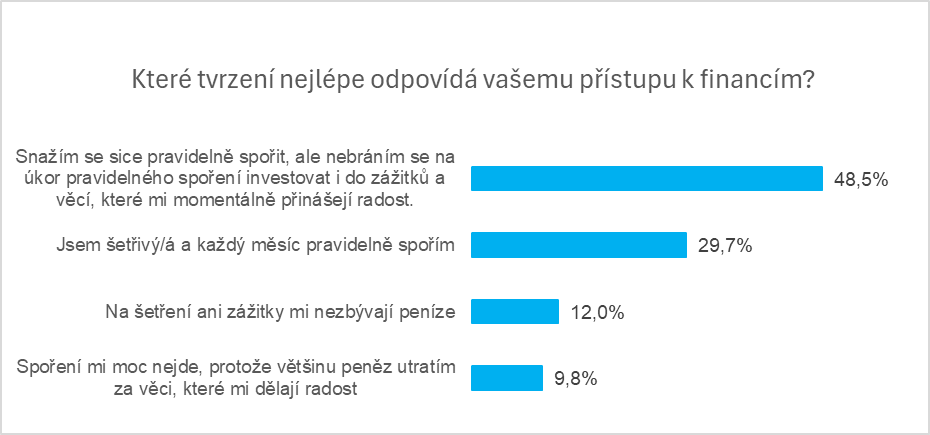 Které tvrzení nejlépe odpovídá vašemu přístupu k financím?
Snažím se sice pravidelně spořit, ale nebráním se na
úkor pravidelného spoření investovat i do zážitků a
věcí, které mi momentálně přinášejí radost.
48,5%
Jsem šetřivý/á a každý měsíc pravidelně spořím
29,7%
Na šetření ani zážitky mi nezbývají peníze
12,0%
Spoření mi moc nejde, protože většinu peněz utratím
za věci, které mi dělají radost
9,8%